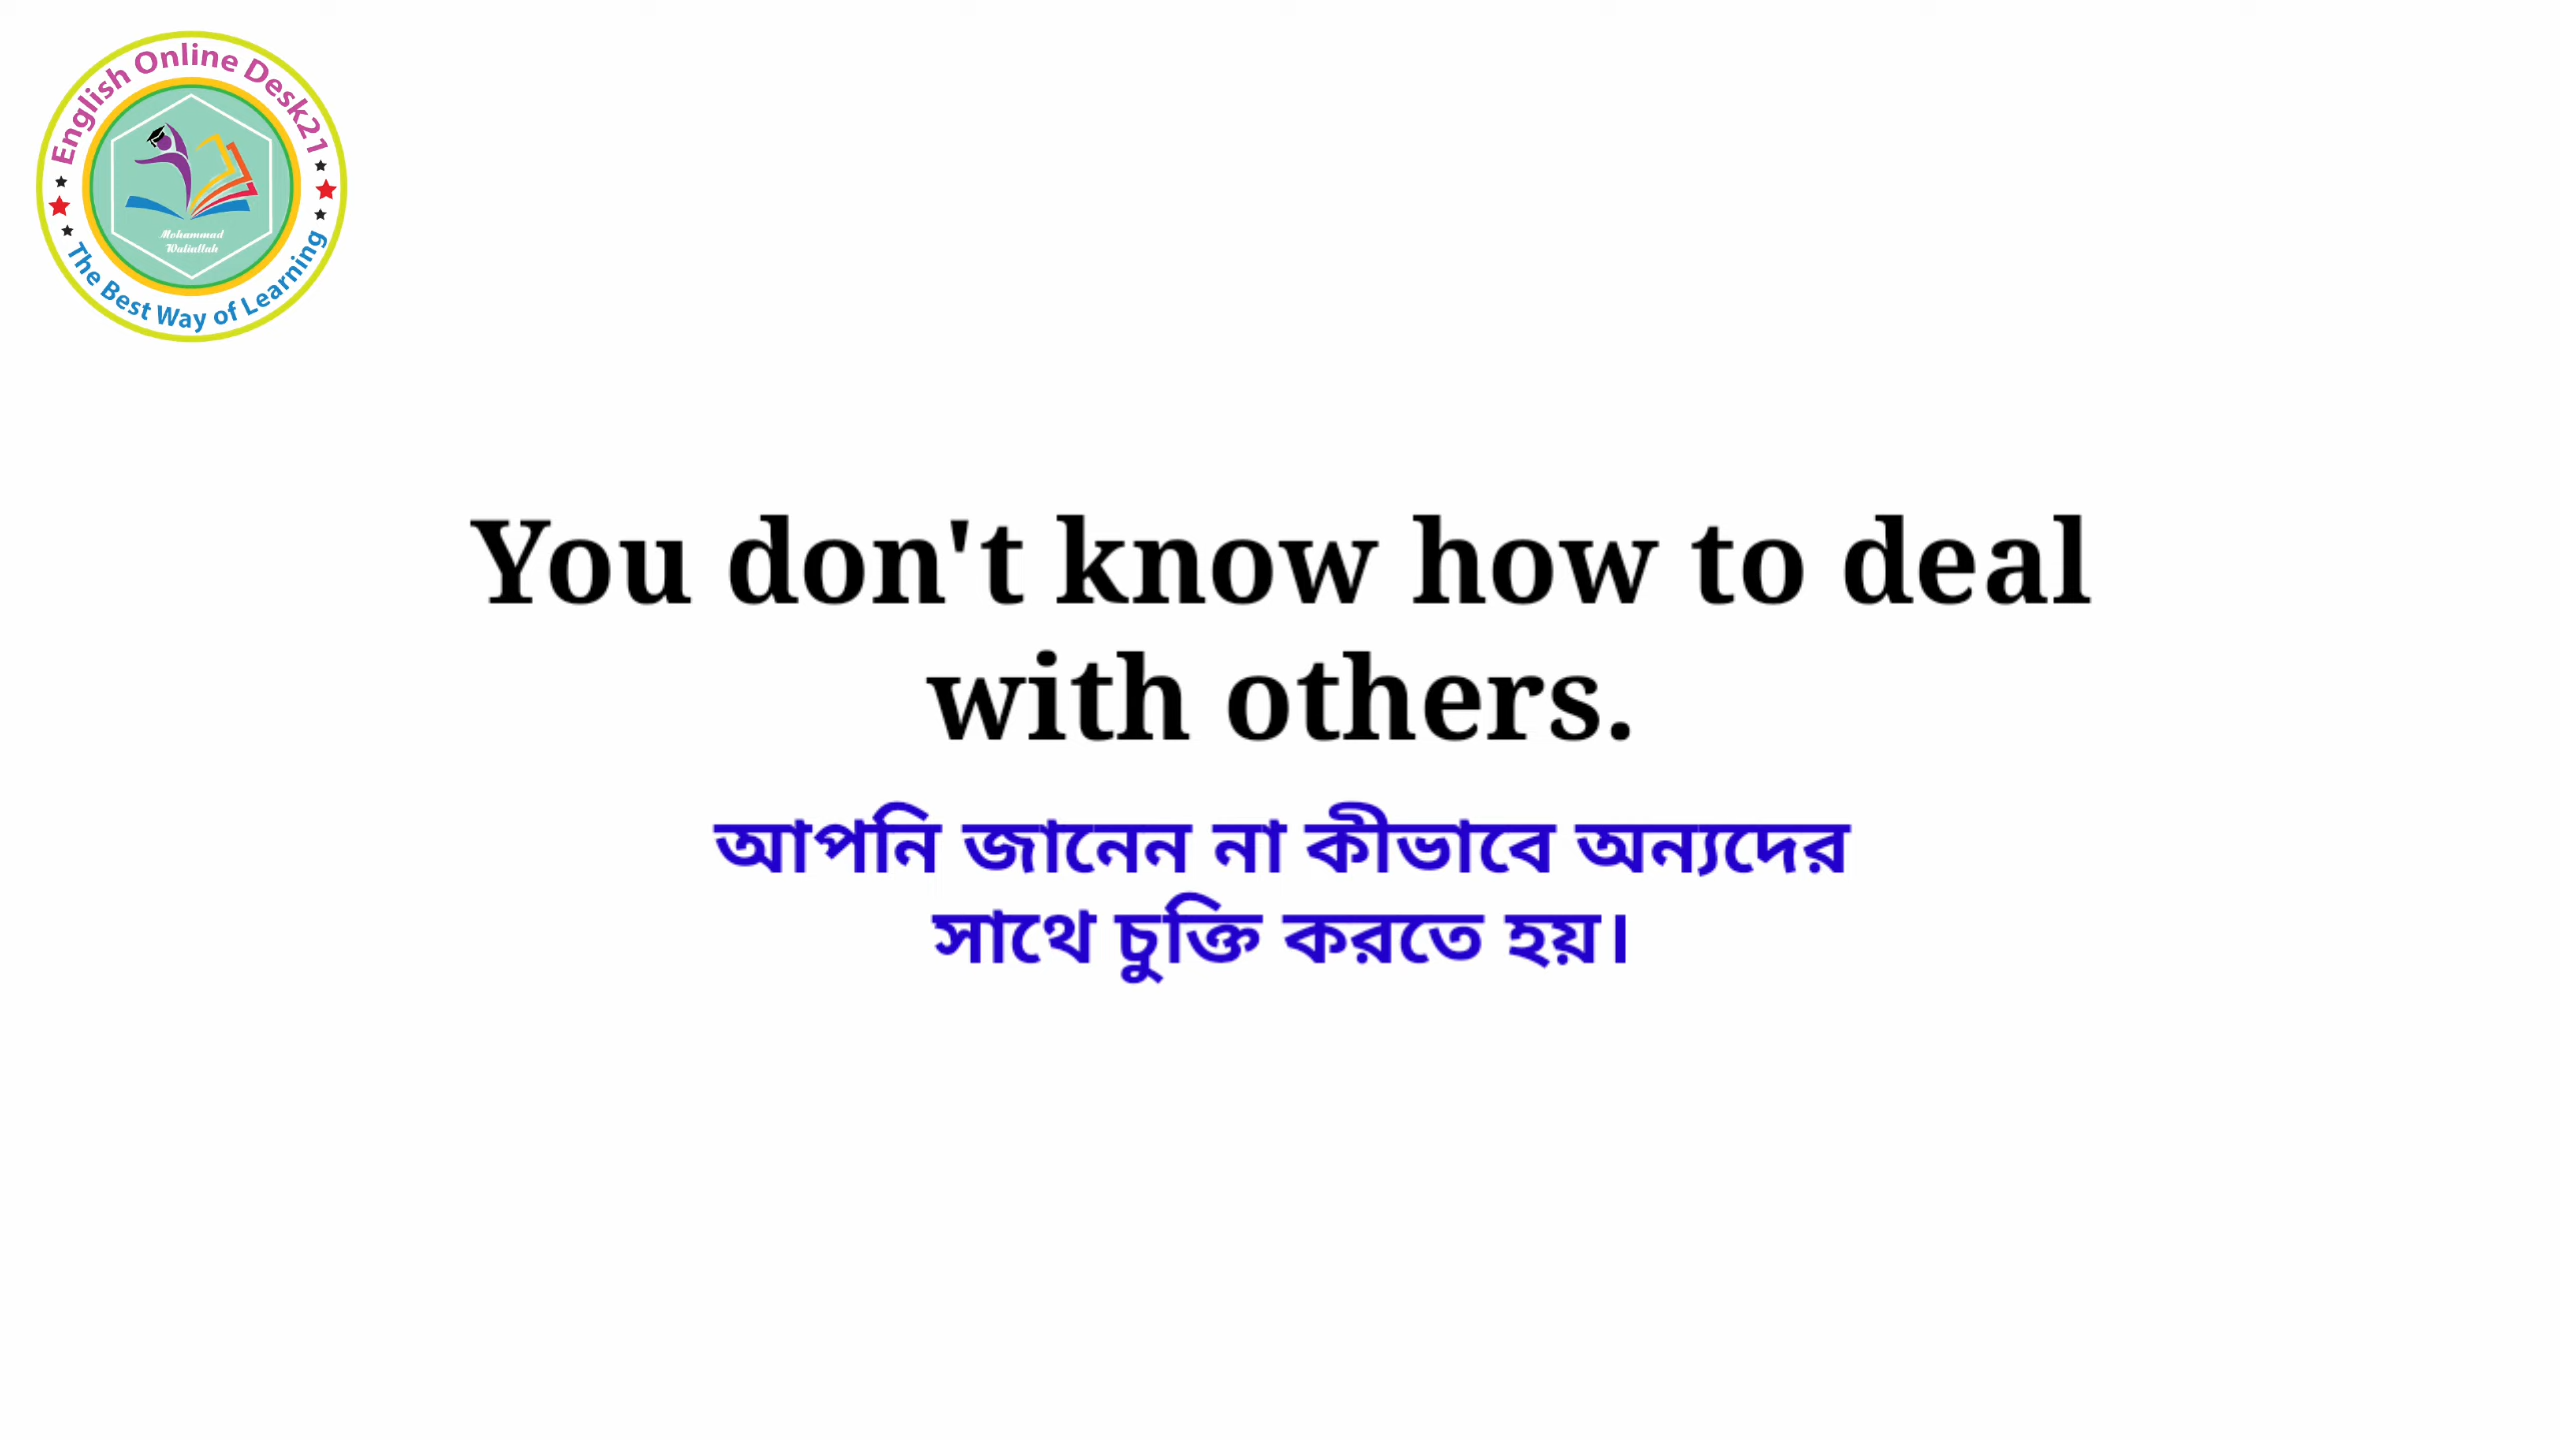 English Online Desk21
Mohammad
Waliullah
The Best Way of Learning
You don't know how to deal
with others.
আপনি জানেন না কীভাবে অন্যদের
সাথে চুক্তি করতে হয়।